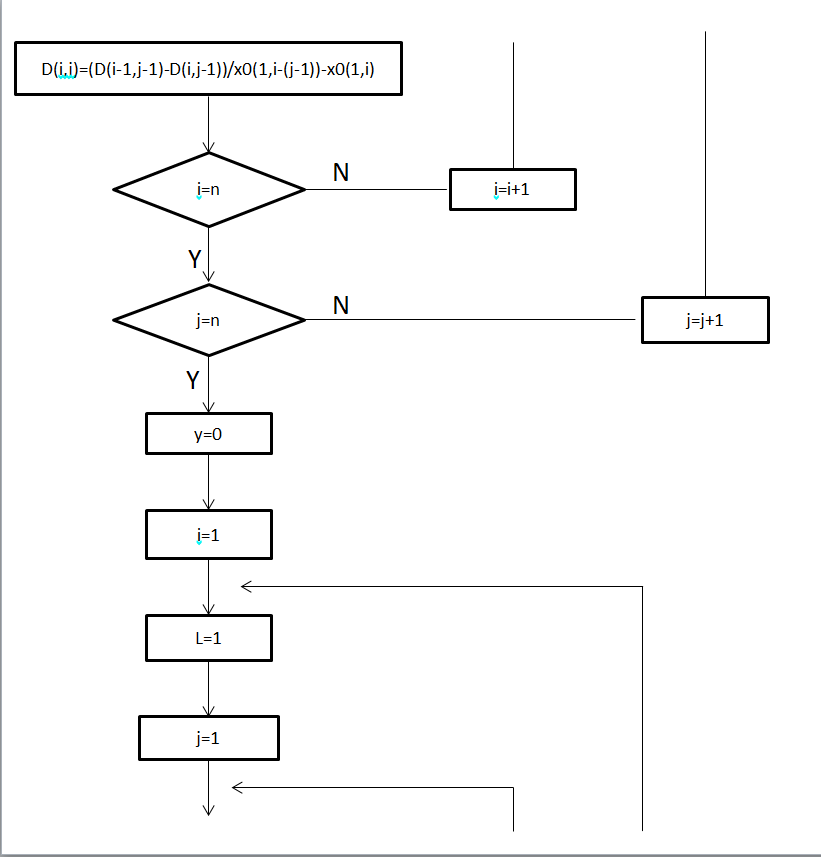 D(i,j)=(D(i-1,j-1)-D(i,j-1))/x0(1,i-(j-1))-x0(1,i)
i=n
N
i=i+1
Y
j=n
N
j=j+1
Y
y=0
i=1
L=1
j=1